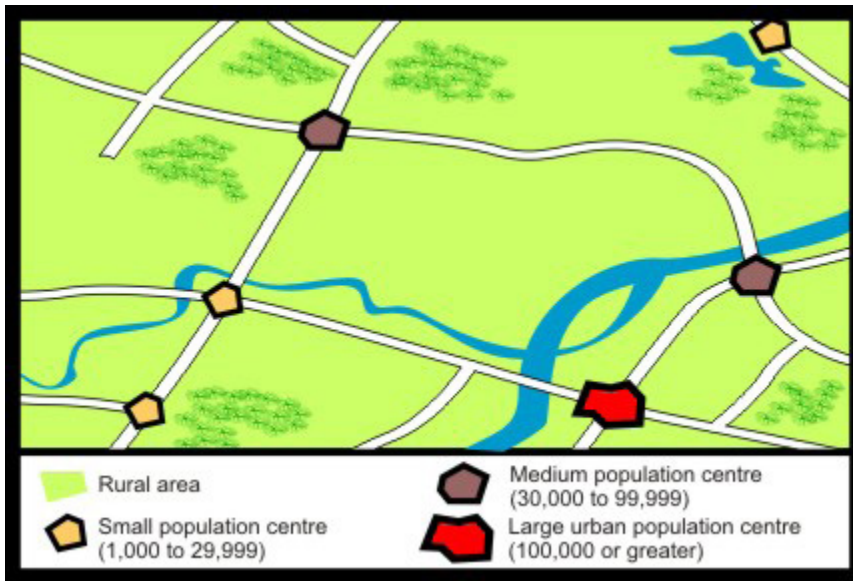 Rural area
Small population centre
(1,000 to 29,999)
Medium population centre
(30,000 to 99,999)
Large urban population centre
(100,000 or greater)